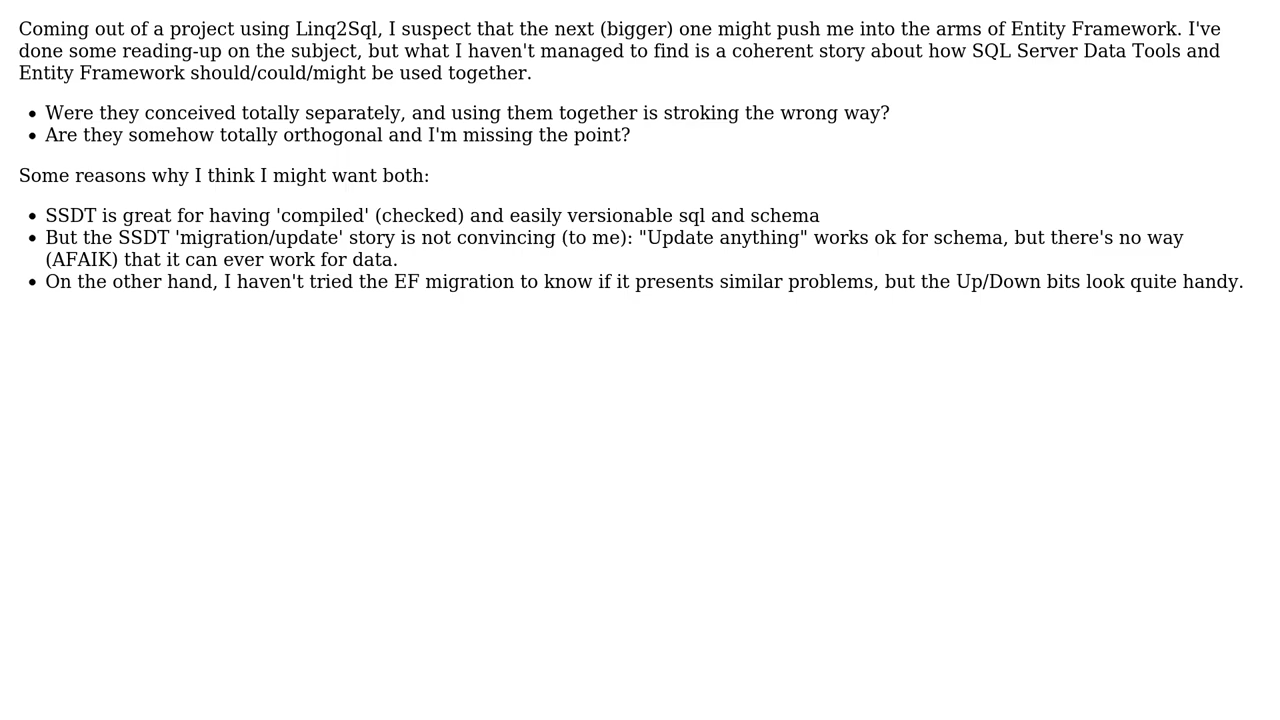 Coming out of a project using Linq2Sql, I suspect that the next (bigger) one might push me into the arms of Entity Framework. I've
done some reading-up on the subject, but what I haven't managed to find is a coherent story about how SQL Server Data Tools and
Entity Framework should/could/might be used together.
• Were they conceived totally separately, and using them together is stroking the wrong way?
• Are they somehow totally orthogonal and I'm missing the point?
Some reasons why I think I might want both:
• SSDT is great for having 'compiled' (checked) and easily versionable sql and schema
• But the SSDT 'migration/update' story is not convincing (to me): "Update anything" works ok for schema, but there's no way
(AFAIK) that it can ever work for data.
• On the other hand, I haven't tried the EF migration to know if it presents similar problems, but the Up/Down bits look quite handy.